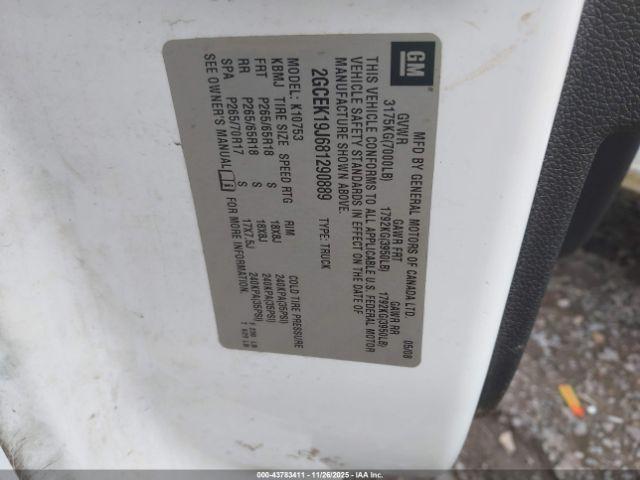 GM
MFD BY GENERAL MOTORS OF CANADA LTD
05/08
GVWR GAWR FRT GAWR RR
3175KG(7000LB) 1792KG(3950LB) 1792KG(3950LB)
THIS VEHICLE CONFORMS TO ALL APPLICABLE U.S. FEDERAL MOTOR
VEHICLE SAFETY STANDARDS IN EFFECT ON THE DATE OF
MANUFACTURE SHOWN ABOVE.
2GCEK19J681290889 TYPE: TRUCK
MODEL: K10753
KBMJ TIRE SIZE SPEED RTG RIM COLD TIRE PRESSURE
FRT P265/65R18 S 18X8J 240KPA(35PSI)
RR P265/65R18 S 18X8J 240KPA(35PSI)
SPA P265/70R17 S 17X7.5J 240KPA(35PSI)
SEE OWNER'S MANUAL FOR MORE INFORMATION.
000-43783411 - 11/26/2025 - IAA Inc.